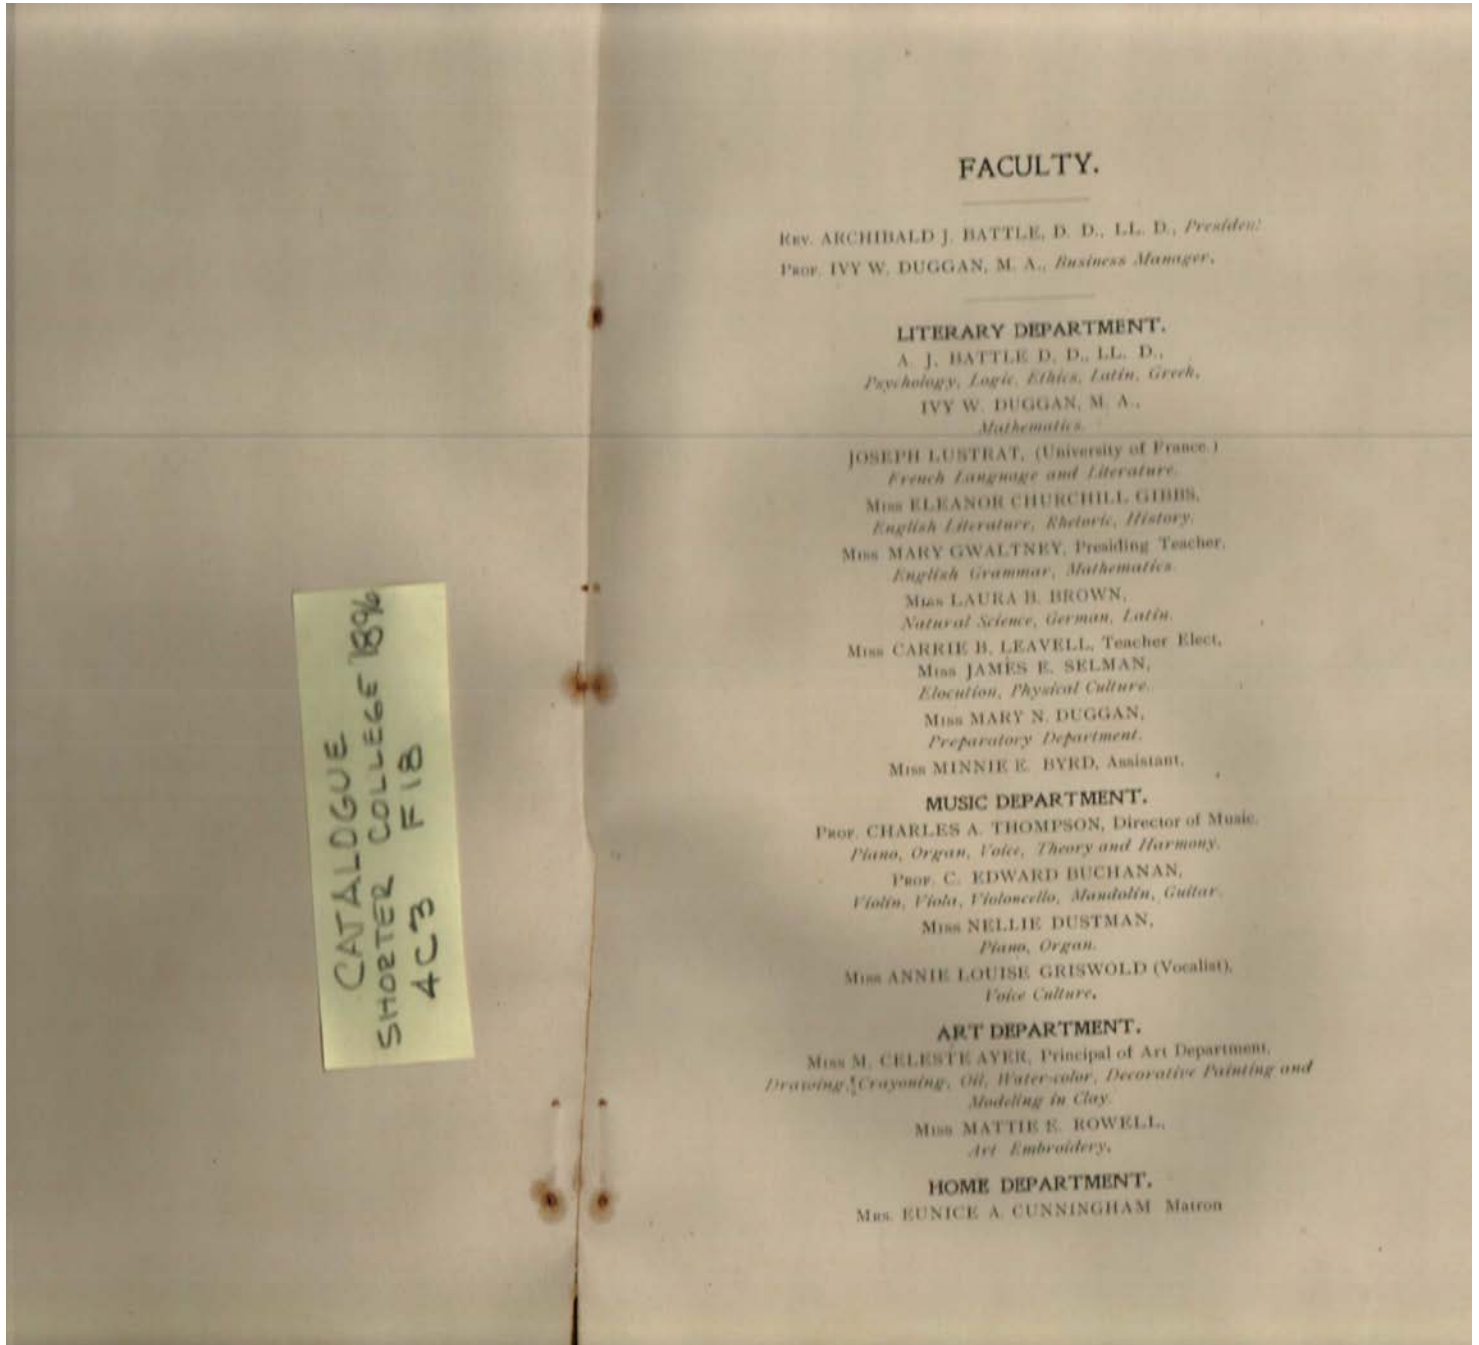 CATALOGUE
SHORTER COLLEGE 1896
4C3 F18
FACULTY.
REV. ARCHIBALD J. BATTLE, D. D., LL. D., President
PROF. IVY W. DUGGAN, M. A., Business Manager,
LITERARY DEPARTMENT.
A. J. BATTLE D. D., LL. D.,
Psychology, Logic, Ethics, Latin, Greek,
IVY W. DUGGAN, M. A.,
Mathematics.
JOSEPH LUSTRAT, (University of France.)
French Language and Literature.
Miss ELEANOR CHURCHILL GIBBS,
English Literature, Rhetoric, History.
Miss MARY GWALTNEY, Presiding Teacher,
English Grammar, Mathematics.
Miss LAURA B. BROWN,
Natural Science, German, Latin.
Miss CARRIE B. LEAVELL, Teacher Elect,
Miss JAMES E. SELMAN,
Elocution, Physical Culture.
Miss MARY N. DUGGAN,
Preparatory Department.
Miss MINNIE E. BYRD, Assistant.
MUSIC DEPARTMENT.
PROF. CHARLES A. THOMPSON, Director of Music.
Piano, Organ, Voice, Theory and Harmony.
PROF. C. EDWARD BUCHANAN,
Violin, Viola, Violoncello, Mandolin, Guitar.
Miss NELLIE DUSTMAN,
Piano, Organ.
Miss ANNIE LOUISE GRISWOLD (Vocalist),
Voice Culture.
ART DEPARTMENT.
Miss M. CELESTE AYER, Principal of Art Department,
Drawing, Crayoning, Oil, Water-color, Decorative Painting and
Modeling in Clay.
Miss MATTIE E. ROWELL,
Art Embroidery.
HOME DEPARTMENT.
MRS. EUNICE A. CUNNINGHAM Matron